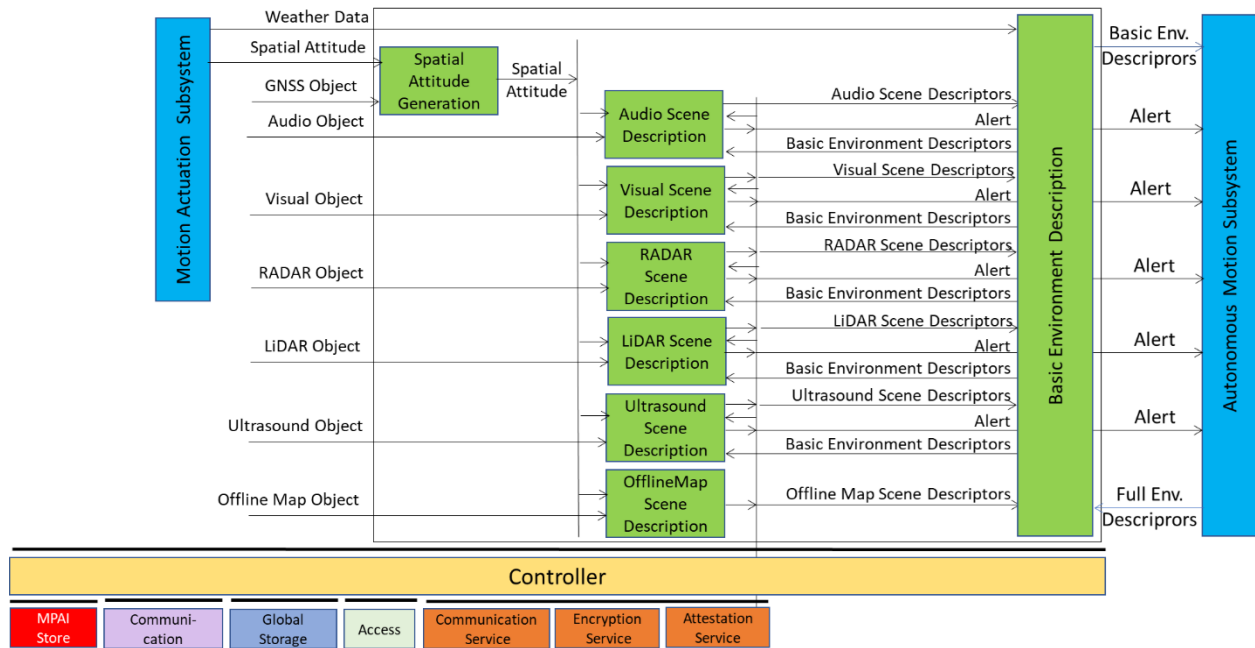 Weather Data
Spatial Attitude
GNSS Object
Audio Object
Visual Object
RADAR Object
LiDAR Object
Ultrasound Object
Offline Map Object
Motion Actuation Subsystem
Spatial
Attitude
Generation
Spatial
Attitude
Audio Scene
Description
Visual Scene
Description
RADAR
Scene
Description
LiDAR Scene
Description
Ultrasound
Scene
Description
OfflineMap
Scene
Description
Audio Scene Descriptors
Alert
Basic Environment Descriptors
Visual Scene Descriptors
Alert
Basic Environment Descriptors
RADAR Scene Descriptors
Alert
Basic Environment Descriptors
LiDAR Scene Descriptors
Alert
Basic Environment Descriptors
Ultrasound Scene Descriptors
Alert
Basic Environment Descriptors
Offline Map Scene Descriptors
Basic Environment Description
Basic Env.
Descriprors
Alert
Alert
Alert
Alert
Alert
Full Env.
Descriprors
Autonomous Motion Subsystem
Controller
MPAI
Store
Communi-
cation
Global
Storage
Access
Communication
Service
Encryption
Service
Attestation
Service